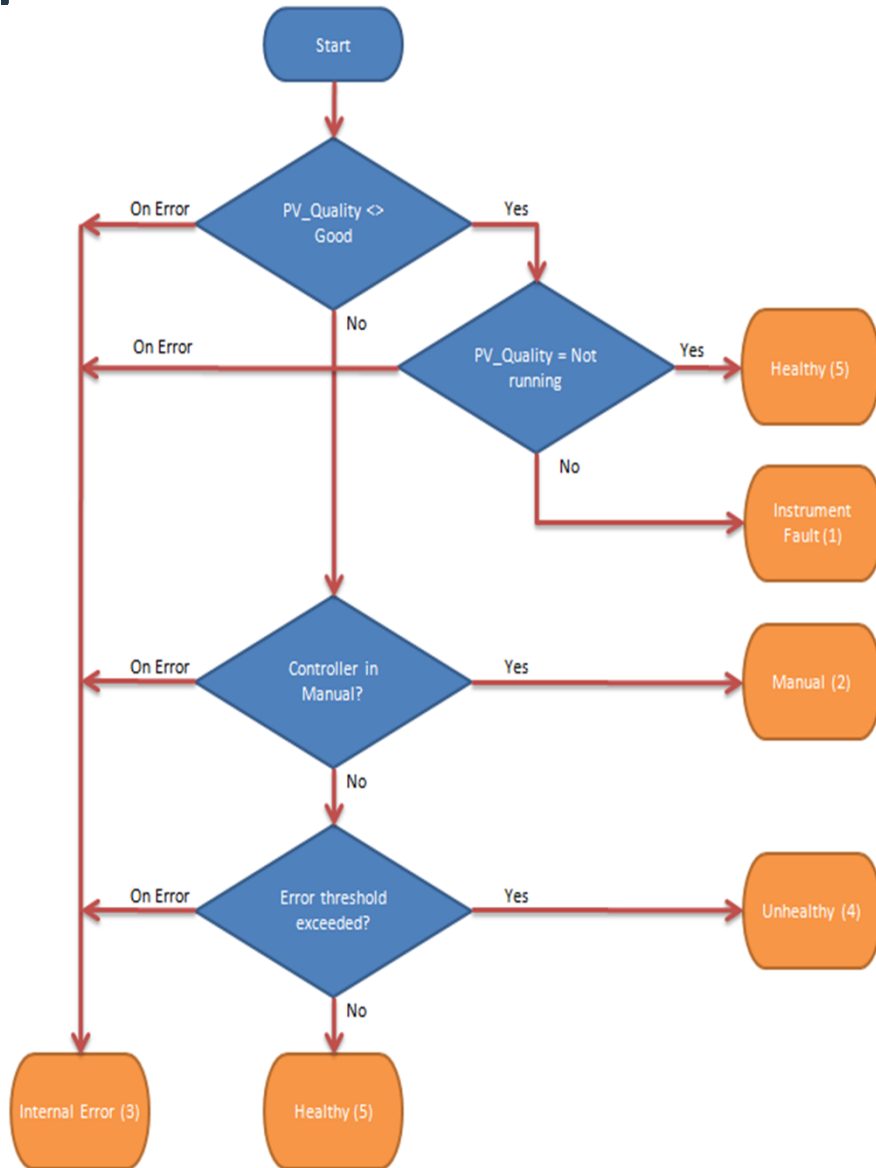 Start
On Error
PV_Quality <>
Good
Yes
No
On Error
PV_Quality = Not
running
Yes
Healthy (5)
No
Instrument
Fault (1)
On Error
Controller in
Manual?
Yes
Manual (2)
No
On Error
Error threshold
exceeded?
Yes
Unhealthy (4)
No
Internal Error (3)
Healthy (5)